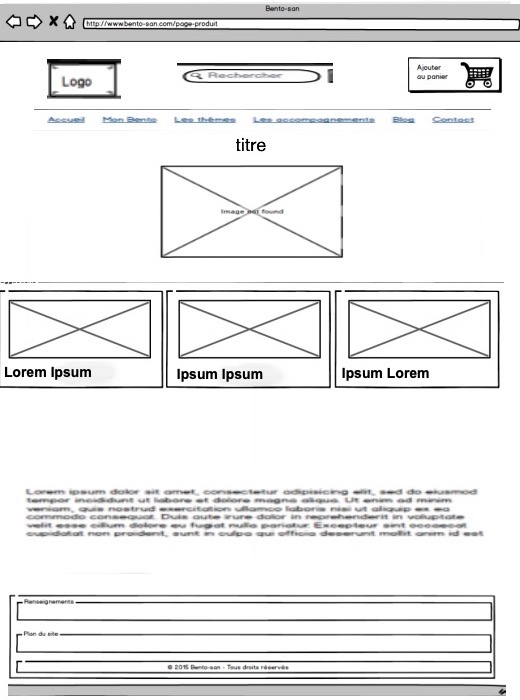 Bento-san
http://www.bento-san.com/page-produit
Logo
Rechercher
Ajouter
au panier
Accueil Mon Bento Les thèmes Les accompagnements Blog Contact
titre
Image not found
Lorem Ipsum
Ipsum Ipsum
Ipsum Lorem
Lorem ipsum dolor sit amet, consectetur adipisicing elit, sed do eiusmod
tempor incididunt ut labore et dolore magna aliqua. Ut enim ad minim
veniam, quis nostrud exercitation ullamco laboris nisi ut aliquip ex ea
commodo consequat. Duis aute irure dolor in reprehenderit in voluptate
velit esse cillum dolore eu fugiat nulla pariatur. Excepteur sint occaecat
cupidatat non proident, sunt in culpa qui officia deserunt mollit anim id est
Renseignements
Plan du site
© 2015 Bento-san - Tous droits réservés